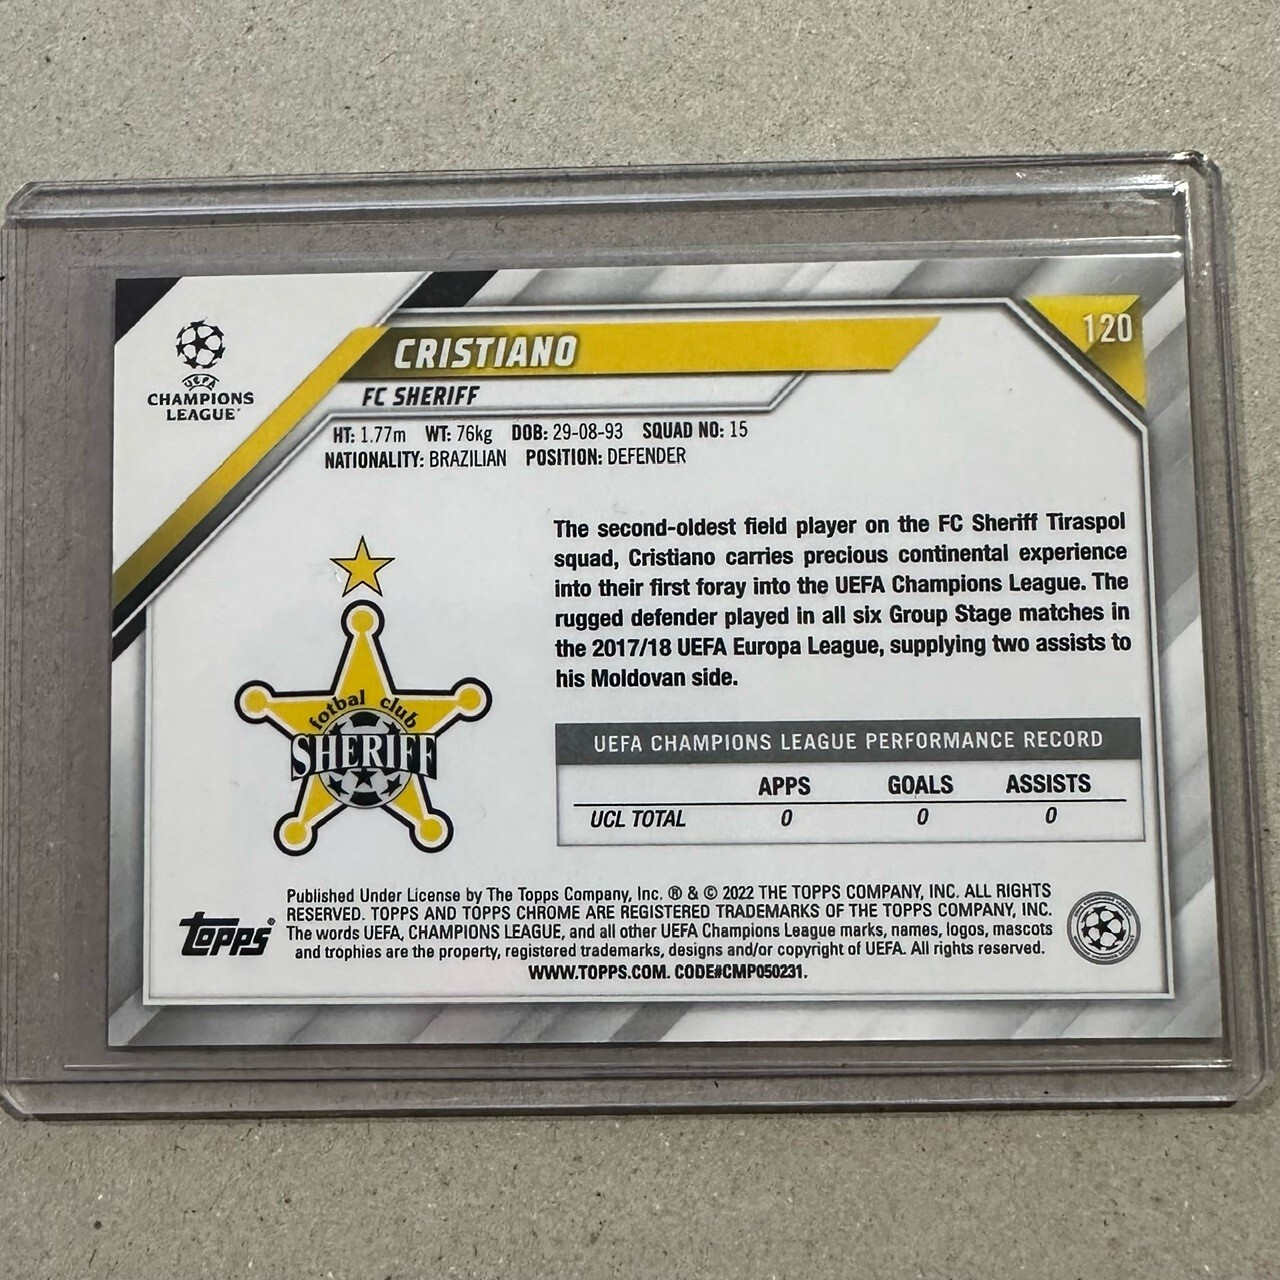 120
CRISTIANO
FC SHERIFF
UEFA
CHAMPIONS
LEAGUE®
HT: 1.77m WT: 76kg DOB: 29-08-93 SQUAD NO: 15
NATIONALITY: BRAZILIAN POSITION: DEFENDER
The second-oldest field player on the FC Sheriff Tiraspol
squad, Cristiano carries precious continental experience
into their first foray into the UEFA Champions League. The
rugged defender played in all six Group Stage matches in
the 2017/18 UEFA Europa League, supplying two assists to
his Moldovan side.
fotbal club
SHERIFF
UEFA CHAMPIONS LEAGUE PERFORMANCE RECORD
APPS GOALS ASSISTS
UCL TOTAL 0 0 0
Published Under License by The Topps Company, Inc. ® & © 2022 THE TOPPS COMPANY, INC. ALL RIGHTS
RESERVED. TOPPS AND TOPPS CHROME ARE REGISTERED TRADEMARKS OF THE TOPPS COMPANY, INC.
The words UEFA, CHAMPIONS LEAGUE, and all other UEFA Champions League marks, names, logos, mascots
and trophies are the property, registered trademarks, designs and/or copyright of UEFA. All rights reserved.
WWW.TOPPS.COM. CODE#CMP050231.
topps®